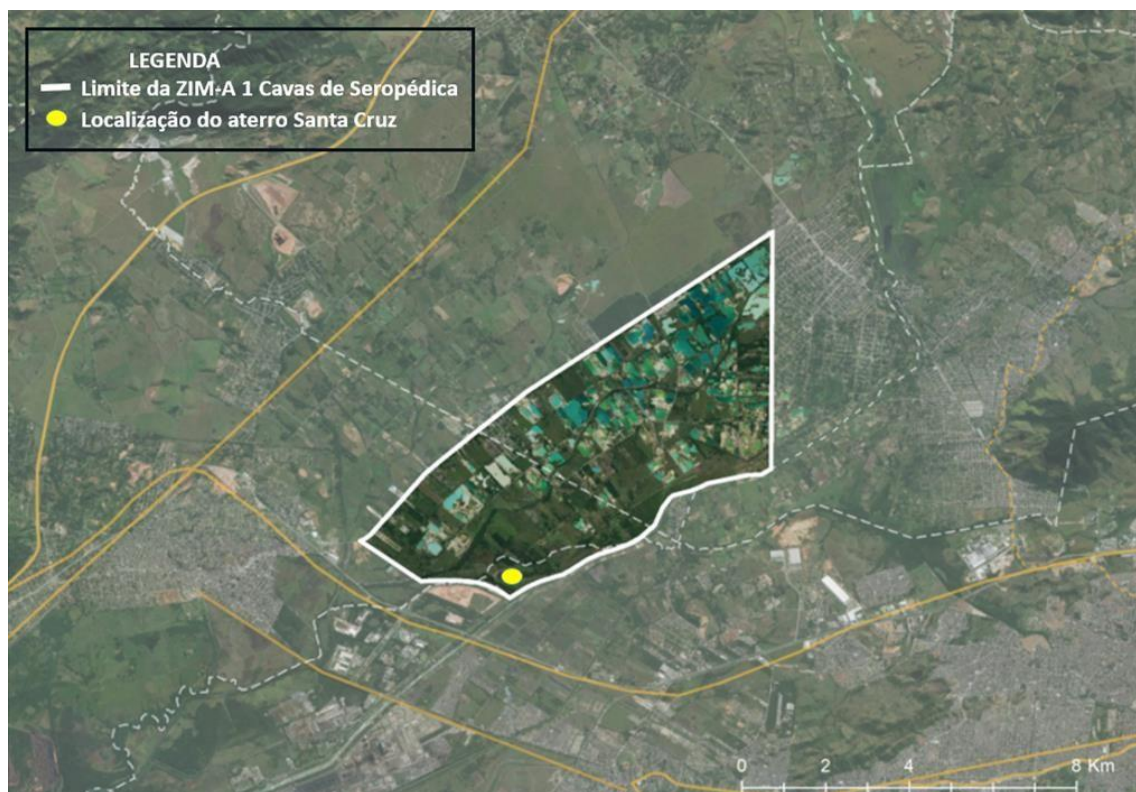 LEGENDA
Limite da ZIM-A 1 Cavas de Seropédica
Localização do aterro Santa Cruz
0 2 4 8 Km